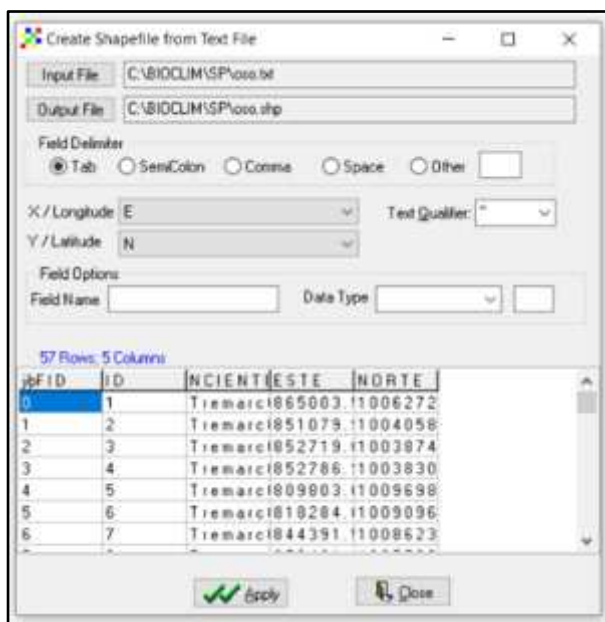 Create Shapefile from Text File
Input File C:\BIOCLIM\SP\oso.txt
Output File C:\BIOCLIM\SP\oso.shp
Field Delimiter
Tab SemiColon Comma Space Other
X / Longitude E Text Qualifier: "
Y / Latitude N
Field Options
Field Name Data Type
57 Rows: 5 Columns
FID ID NCIENTI ESTE NORTE
0 1 Tremarc 865003. 1006272
1 2 Tremarc 851079. 1004058
2 3 Tremarc 852719. 1003874
3 4 Tremarc 852786. 1003830
4 5 Tremarc 809803. 1009698
5 6 Tremarc 818284. 1009096
6 7 Tremarc 844391. 1008623
Apply Close